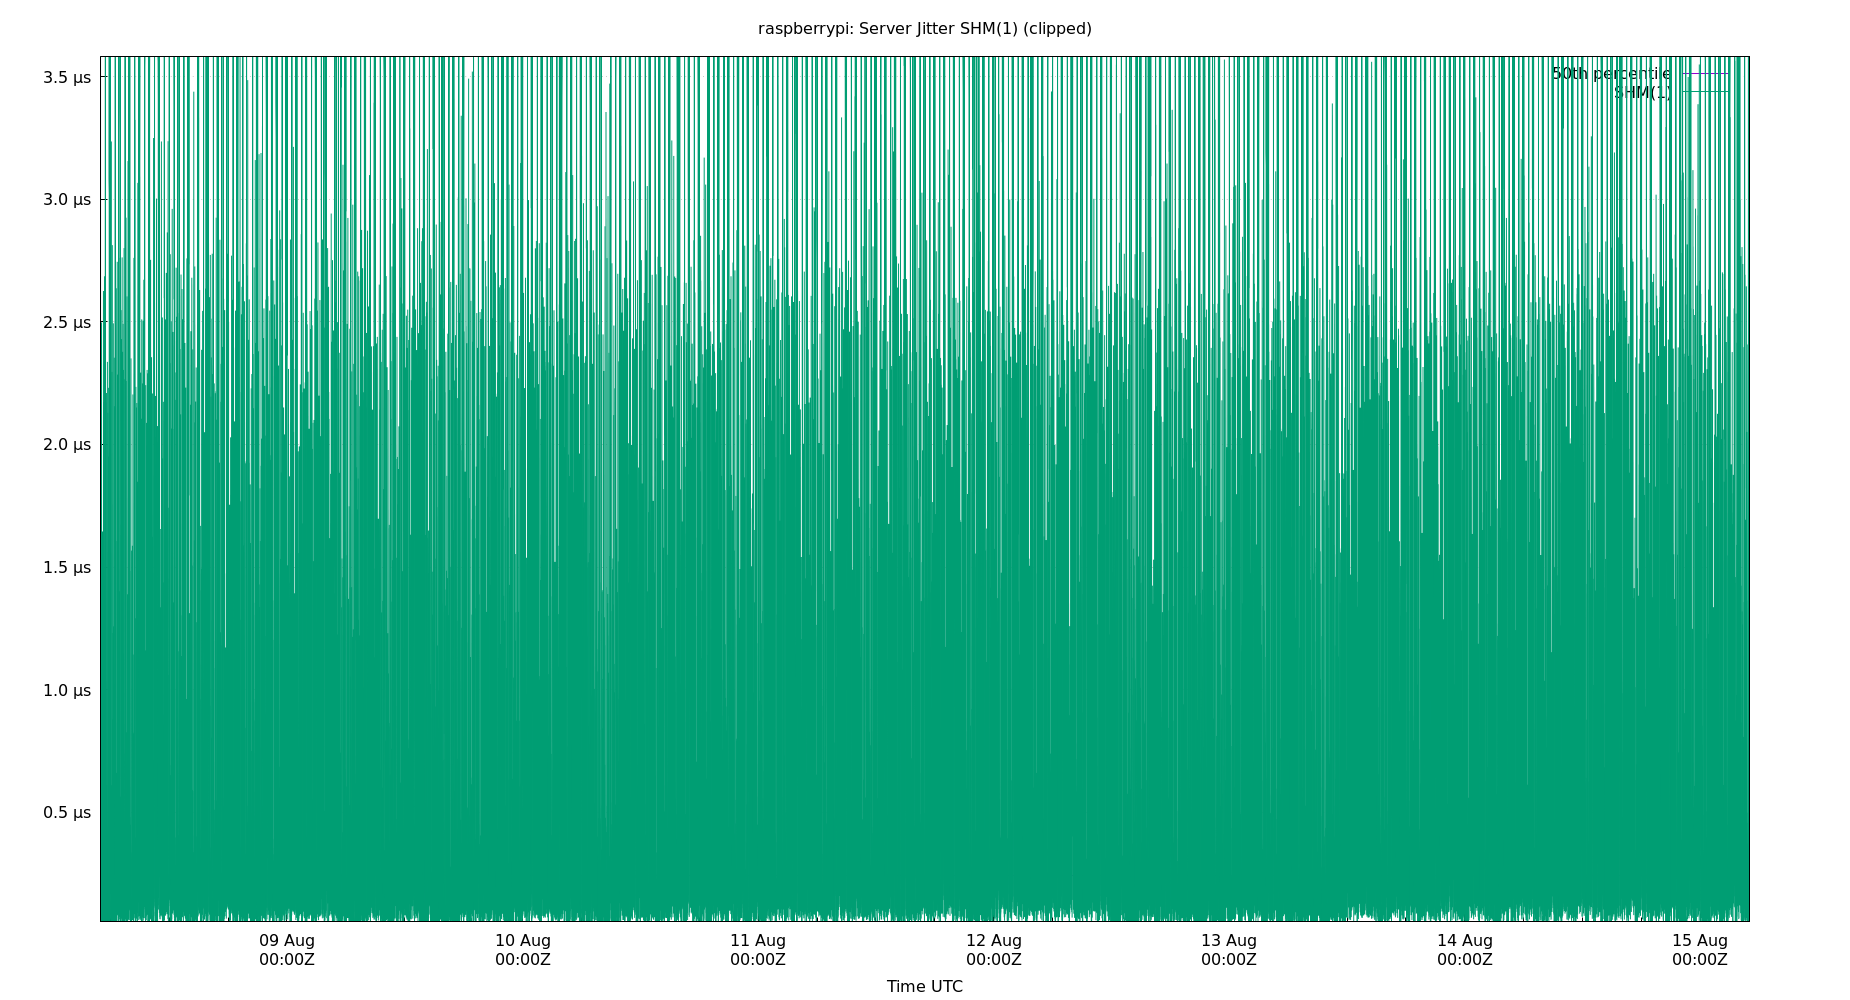 raspberrypi: Server Jitter SHM(1) (clipped)
3.5 µs
3.0 µs
2.5 µs
2.0 µs
1.5 µs
1.0 µs
0.5 µs
50th percentile
SHM(1)
09 Aug
00:00Z
10 Aug
00:00Z
11 Aug
00:00Z
12 Aug
00:00Z
13 Aug
00:00Z
14 Aug
00:00Z
15 Aug
00:00Z
Time UTC